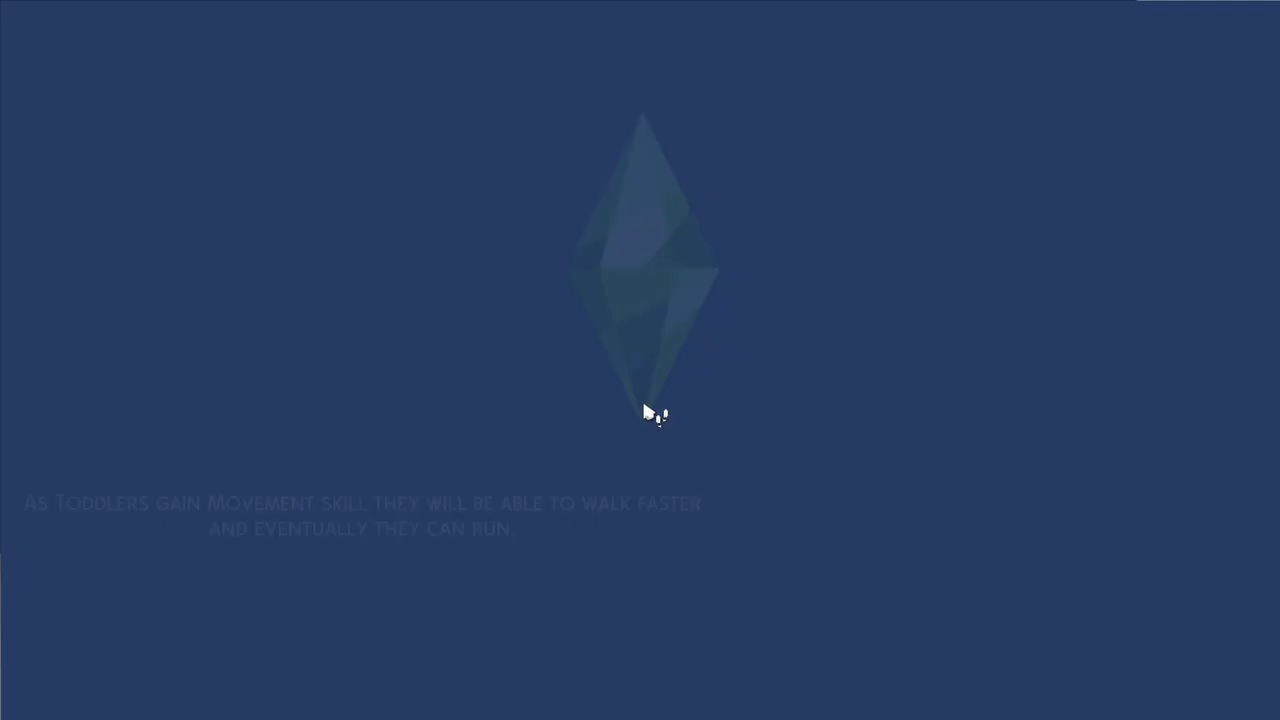 As Toddlers gain Movement skill they will be able to walk faster
and eventually they can run.